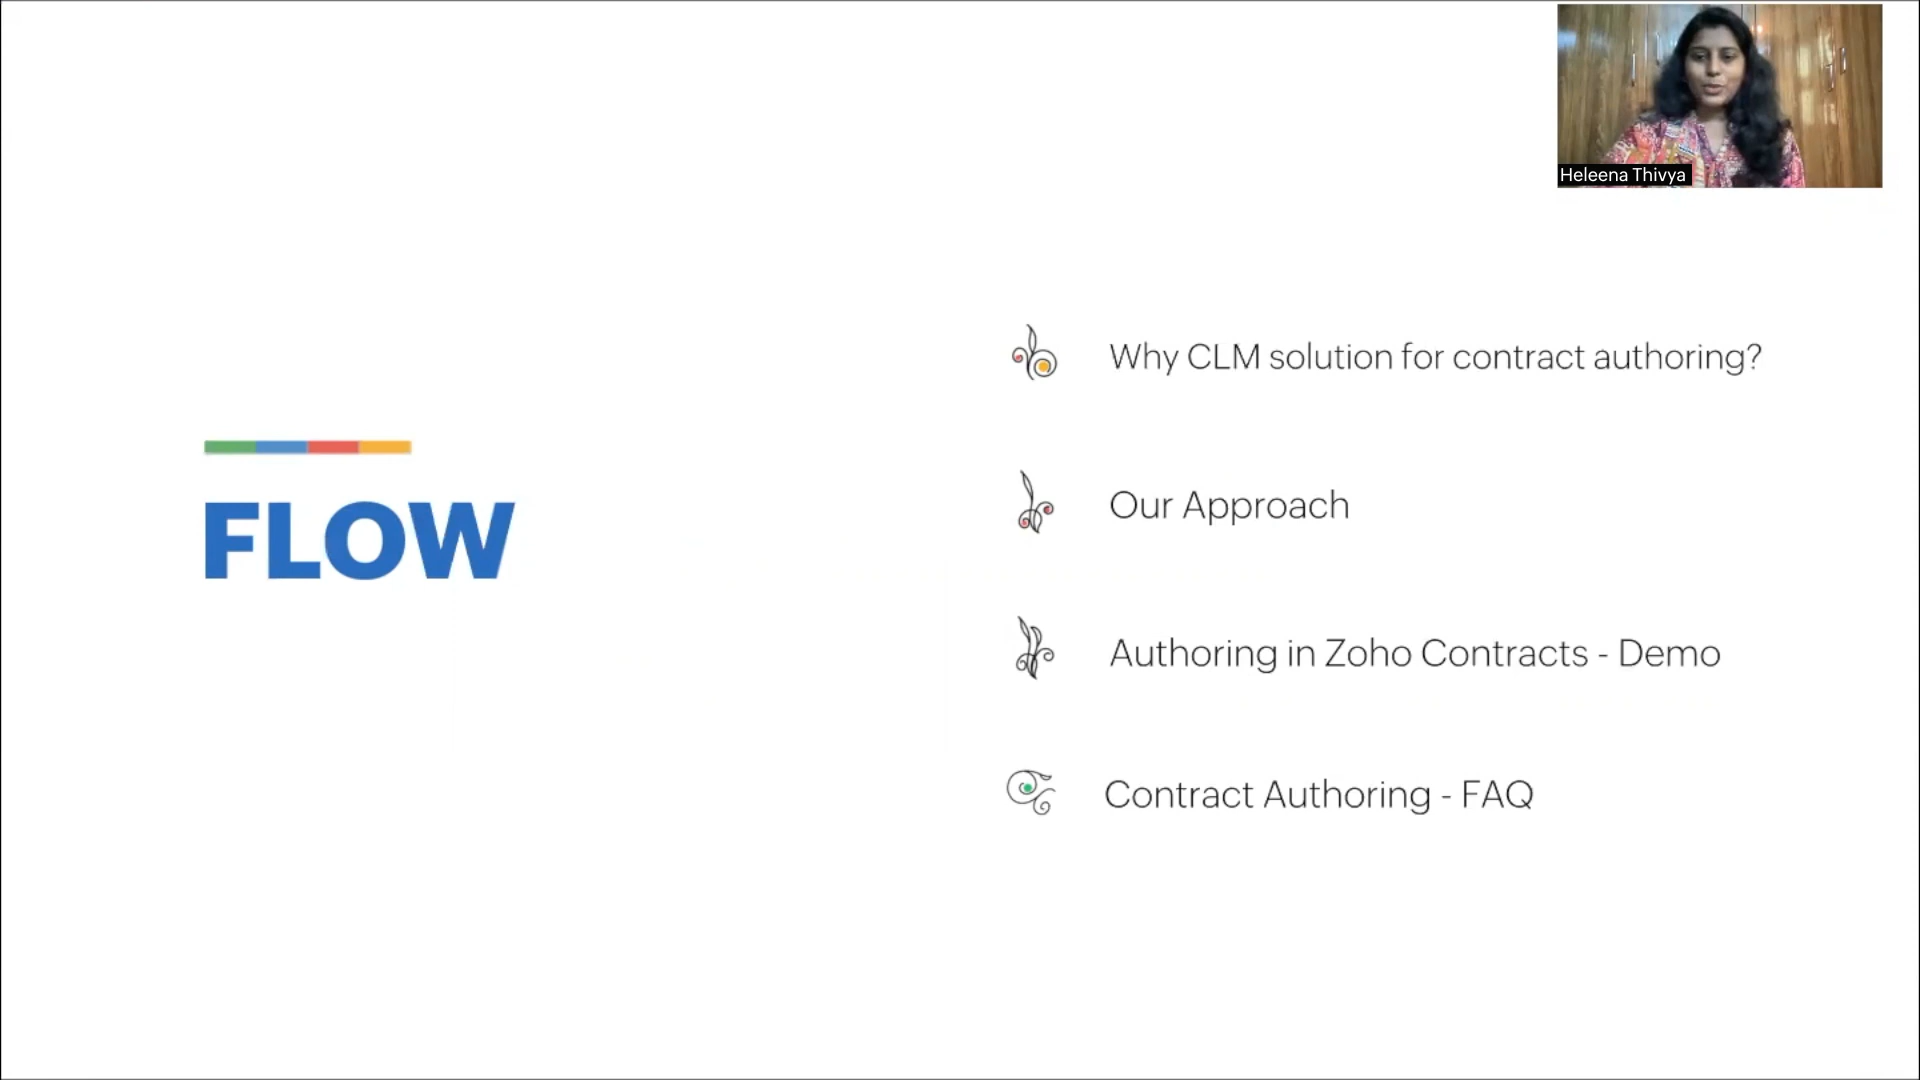 Heleena Thivya
FLOW
Why CLM solution for contract authoring?
Our Approach
Authoring in Zoho Contracts - Demo
Contract Authoring - FAQ